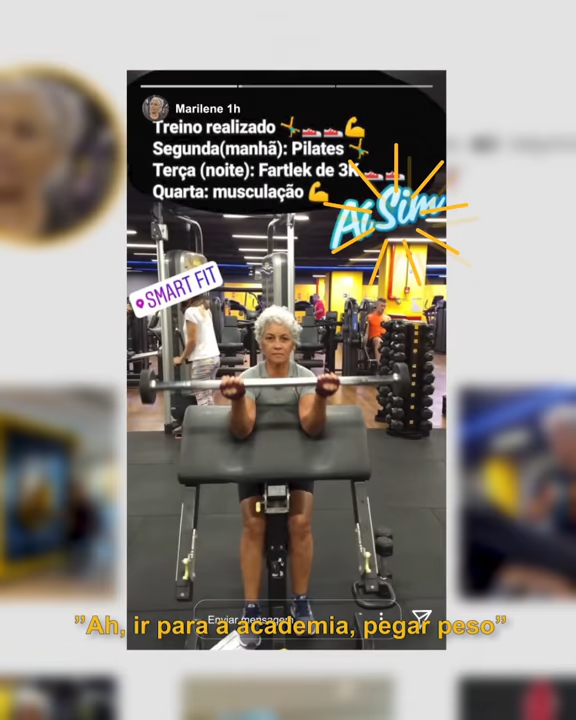 Marilene 1h
Treino realizado 🤸👟👟💪
Segunda(manhã): Pilates 🤸
Terça (noite): Fartlek de 3K 👟👟
Quarta: musculação 💪
Aí Sim
SMART FIT
Enviar mensagem
"Ah, ir para a academia, pegar peso"